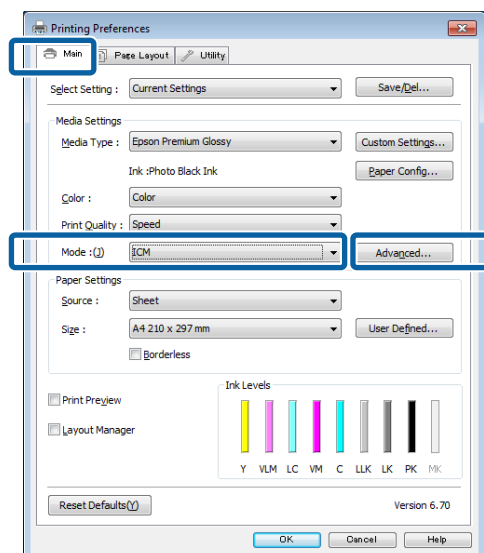 Printing Preferences
Main Page Layout Utility
Select Setting : Current Settings Save/Del...
Media Settings
Media Type : Epson Premium Glossy Custom Settings...
Ink :Photo Black Ink Paper Config...
Color : Color
Print Quality : Speed
Mode :(J) ICM Advanced...
Paper Settings
Source : Sheet
Size : A4 210 x 297 mm User Defined...
Borderless
Ink Levels
Print Preview
Layout Manager
Y VLM LC VM C LLK LK PK MK
Reset Defaults(Y) Version 6.70
OK Cancel Help